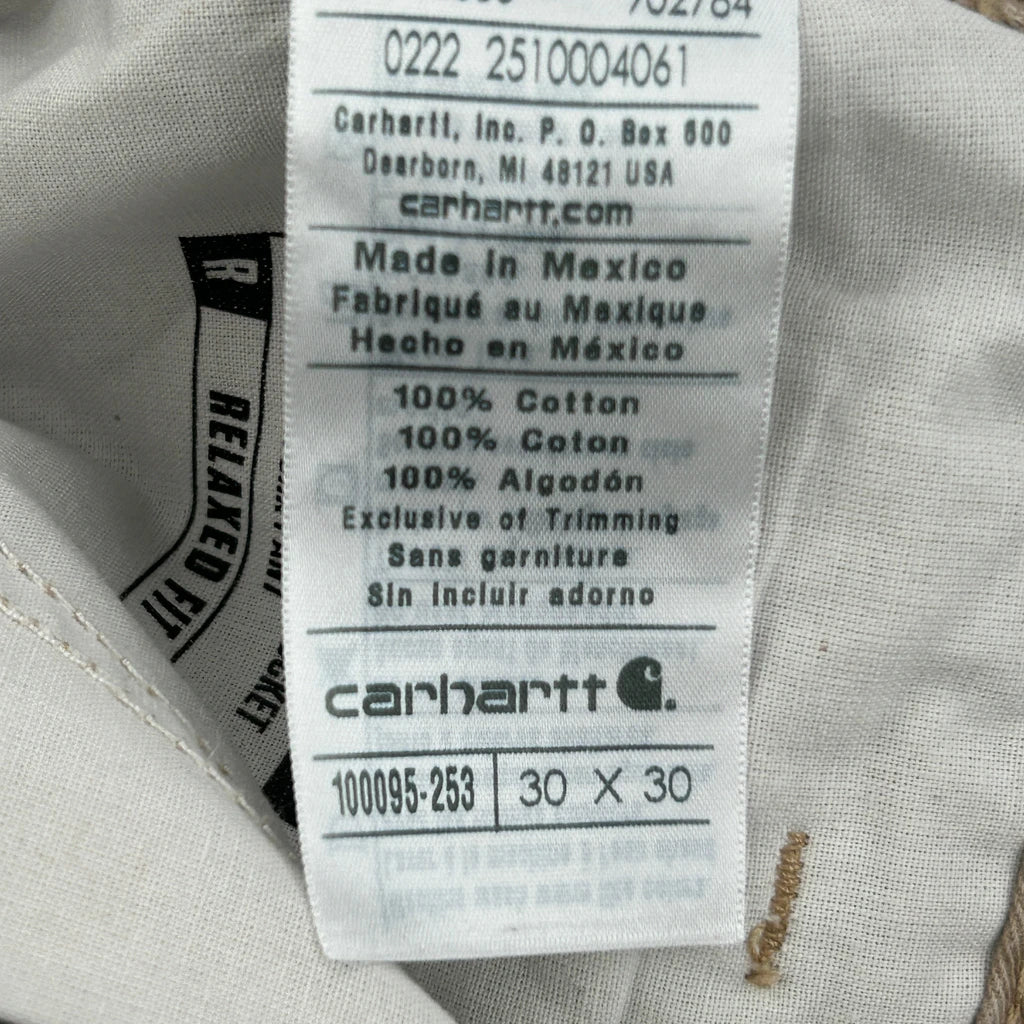 702784
0222 2510004061
Carhartt, Inc. P. O. Box 600
Dearborn, MI 48121 USA
carhartt.com
Made in Mexico
Fabriqué au Mexique
Hecho en México
100% Cotton
100% Coton
100% Algodón
Exclusive of Trimming
Sans garniture
Sin incluir adorno
carhartt
100095-253 30 X 30
R
RELAXED FIT